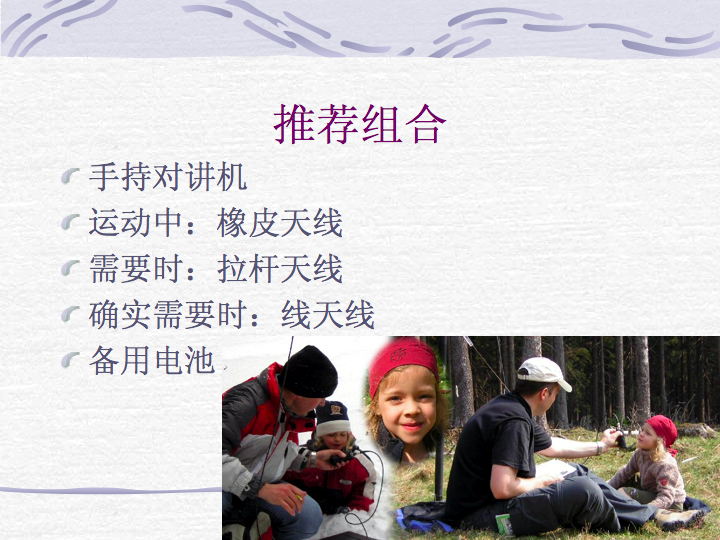 推荐组合
手持对讲机
运动中：橡皮天线
需要时：拉杆天线
确实需要时：线天线
备用电池